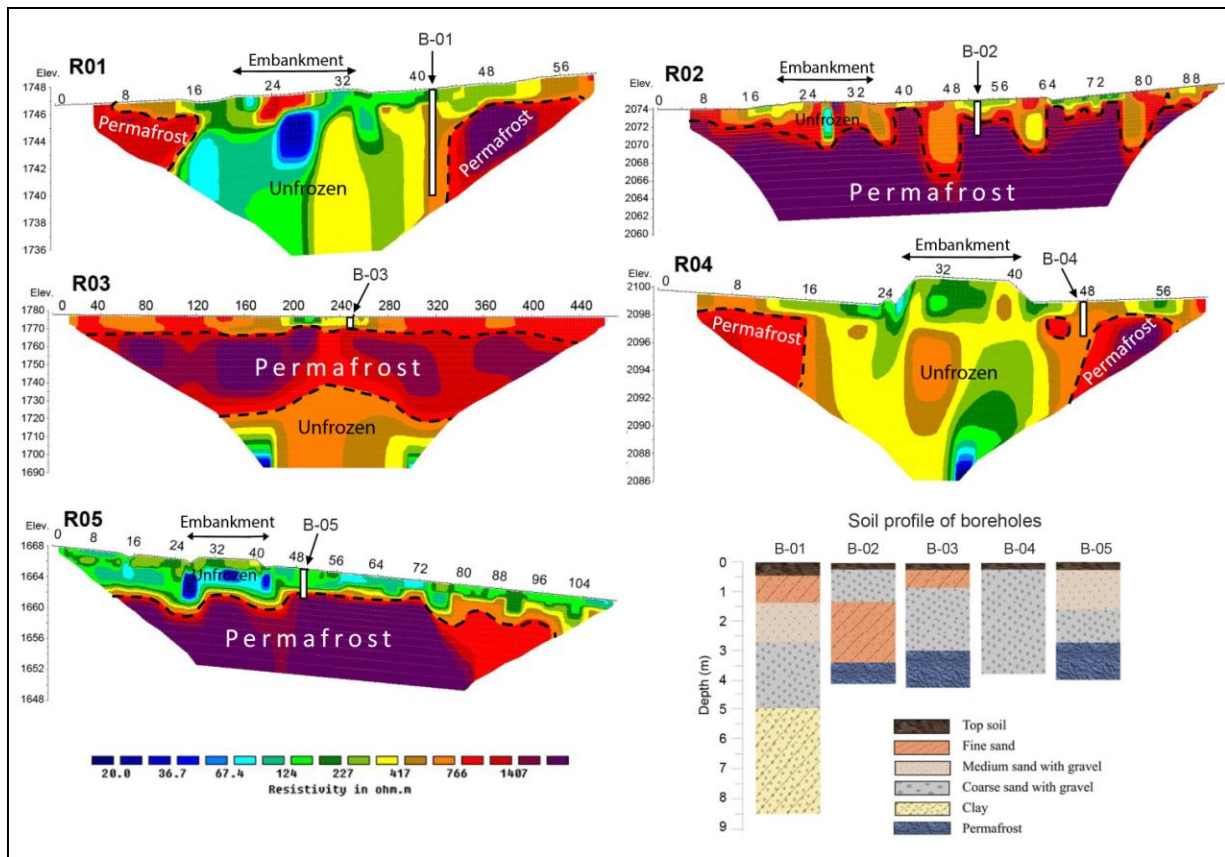 R01
Embankment
B-01
Elev.
0 8 16 24 32 40 48 56
1748
1746
1744
1742
1740
1738
1736
Permafrost
Unfrozen
Permafrost
R02
Embankment
B-02
Elev.
0 8 16 24 32 40 48 56 64 72 80 88
2074
2072
2070
2068
2066
2064
2062
2060
Unfrozen
Permafrost
R03
B-03
Elev.
0 40 80 120 160 200 240 280 320 360 400 440
1780
1770
1760
1750
1740
1730
1720
1710
1700
1690
Permafrost
Unfrozen
R04
Embankment
B-04
Elev.
0 8 16 24 32 40 48 56
2100
2098
2096
2094
2092
2090
2088
2086
Permafrost
Unfrozen
Permafrost
R05
Embankment
B-05
Elev.
0 8 16 24 32 40 48 56 64 72 80 88 96 104
1668
1664
1660
1656
1652
1648
Unfrozen
Permafrost
20.0 36.7 67.4 124 227 417 766 1407
Resistivity in ohm.m
Soil profile of boreholes
B-01 B-02 B-03 B-04 B-05
Depth (m)
0
1
2
3
4
5
6
7
8
9
Top soil
Fine sand
Medium sand with gravel
Coarse sand with gravel
Clay
Permafrost